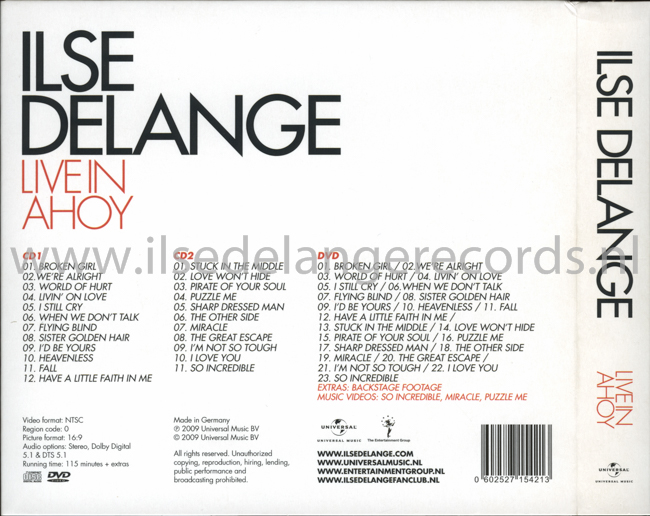 ILSE
DELANGE
LIVE IN
AHOY
www.ilsedelangerecords.nl
CD1
01. BROKEN GIRL
02. WE'RE ALRIGHT
03. WORLD OF HURT
04. LIVIN' ON LOVE
05. I STILL CRY
06. WHEN WE DON'T TALK
07. FLYING BLIND
08. SISTER GOLDEN HAIR
09. I'D BE YOURS
10. HEAVENLESS
11. FALL
12. HAVE A LITTLE FAITH IN ME
CD2
01. STUCK IN THE MIDDLE
02. LOVE WON'T HIDE
03. PIRATE OF YOUR SOUL
04. PUZZLE ME
05. SHARP DRESSED MAN
06. THE OTHER SIDE
07. MIRACLE
08. THE GREAT ESCAPE
09. I'M NOT SO TOUGH
10. I LOVE YOU
11. SO INCREDIBLE
DVD
01. BROKEN GIRL / 02. WE'RE ALRIGHT
03. WORLD OF HURT / 04. LIVIN' ON LOVE
05. I STILL CRY / 06. WHEN WE DON'T TALK
07. FLYING BLIND / 08. SISTER GOLDEN HAIR
09. I'D BE YOURS / 10. HEAVENLESS / 11. FALL
12. HAVE A LITTLE FAITH IN ME /
13. STUCK IN THE MIDDLE / 14. LOVE WON'T HIDE
15. PIRATE OF YOUR SOUL / 16. PUZZLE ME
17. SHARP DRESSED MAN / 18. THE OTHER SIDE
19. MIRACLE / 20. THE GREAT ESCAPE /
21. I'M NOT SO TOUGH / 22. I LOVE YOU
23. SO INCREDIBLE
EXTRAS: BACKSTAGE FOOTAGE
MUSIC VIDEOS: SO INCREDIBLE, MIRACLE, PUZZLE ME
Video format: NTSC
Region code: 0
Picture format: 16:9
Audio options: Stereo, Dolby Digital
5.1 & DTS 5.1
Running time: 115 minutes + extras
COMPACT disc
DVD
Made in Germany
℗ 2009 Universal Music BV
© 2009 Universal Music BV
All rights reserved. Unauthorized
copying, reproduction, hiring, lending,
public performance and
broadcasting prohibited.
UNIVERSAL
UNIVERSAL MUSIC
The Entertainment Group
WWW.ILSEDELANGE.COM
WWW.UNIVERSALMUSIC.NL
WWW.ENTERTAINMENTGROUP.NL
WWW.ILSEDELANGEFANCLUB.NL
0 602527 154213
ILSE DELANGE
LIVE IN
AHOY
UNIVERSAL
UNIVERSAL MUSIC